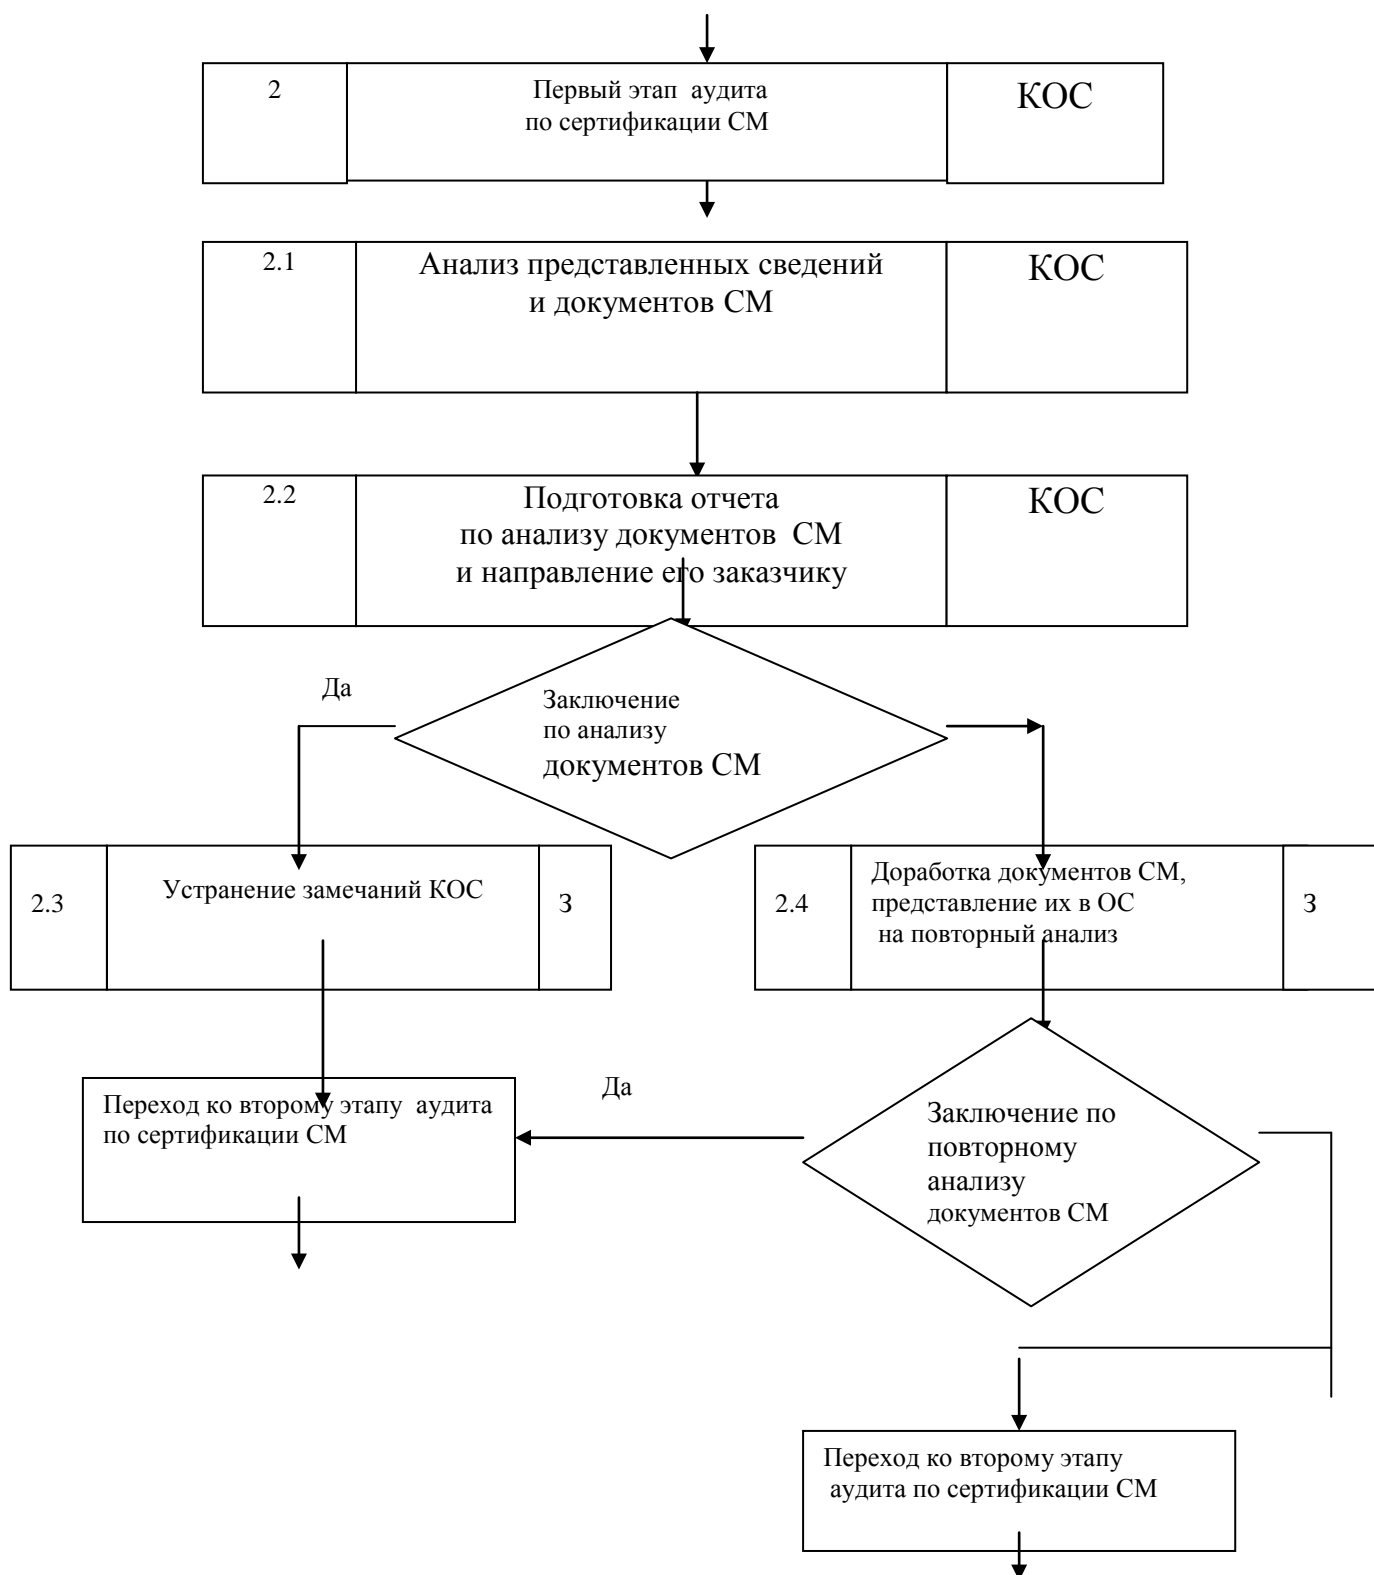 2
Первый этап аудита
по сертификации СМ
КОС
2.1
Анализ представленных сведений
и документов СМ
КОС
2.2
Подготовка отчета
по анализу документов СМ
и направление его заказчику
КОС
Да
Заключение
по анализу
документов СМ
2.3
Устранение замечаний КОС
З
2.4
Доработка документов СМ,
представление их в ОС
на повторный анализ
З
Переход ко второму этапу аудита
по сертификации СМ
Да
Заключение по
повторному
анализу
документов СМ
Переход ко второму этапу
аудита по сертификации СМ